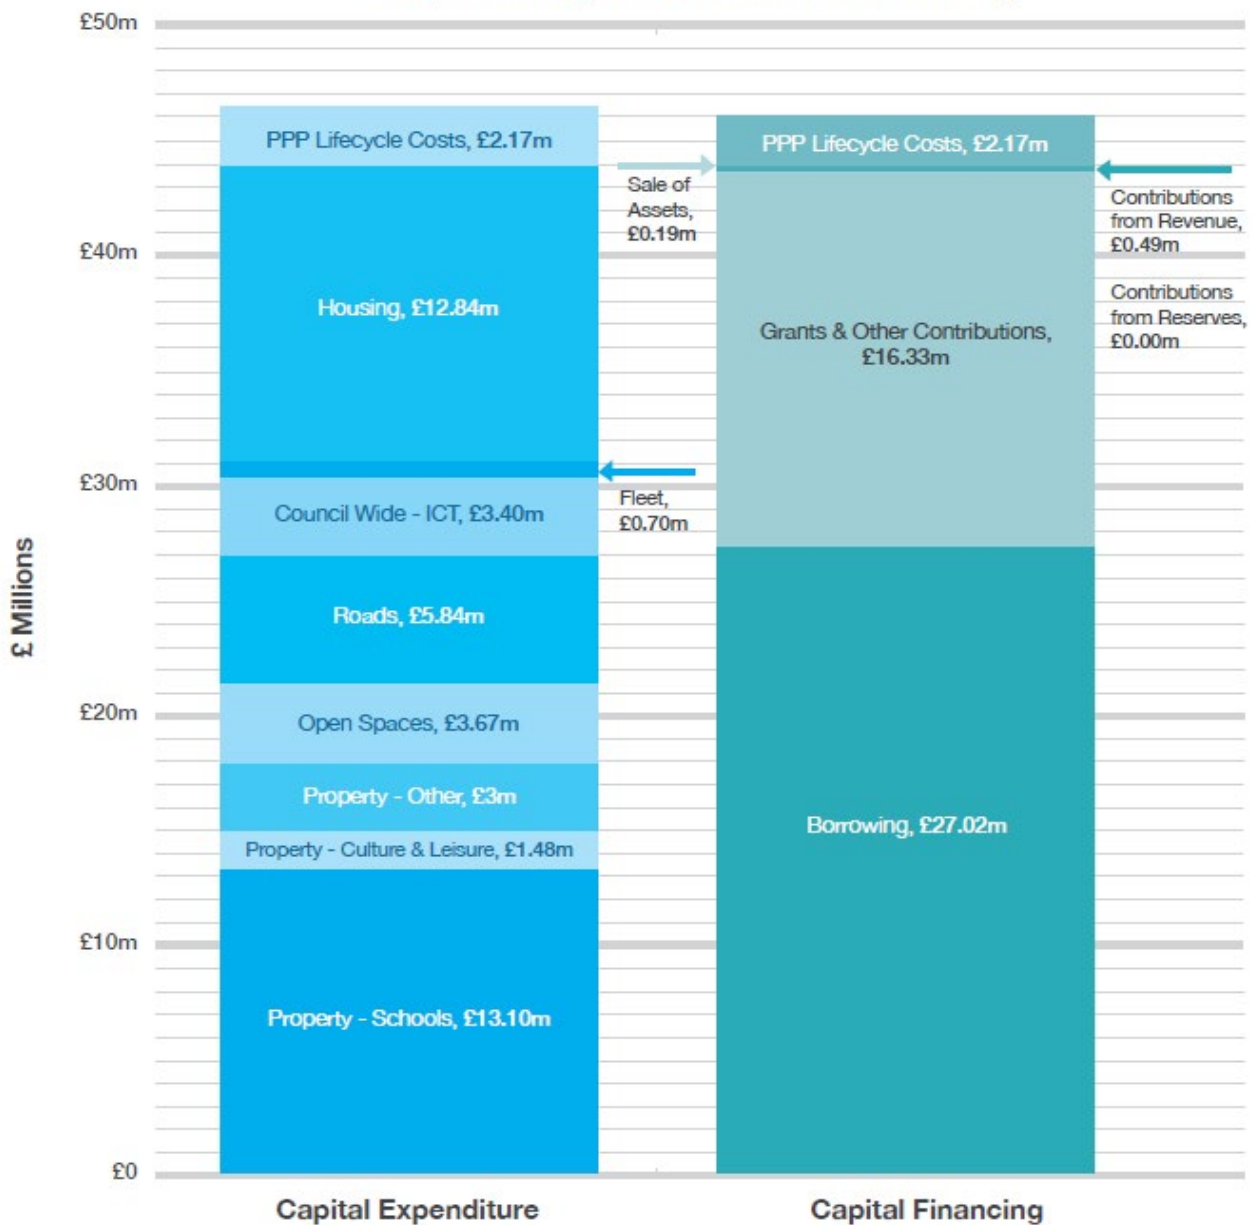 £50m
£40m
£30m
£20m
£10m
£0
£ Millions
PPP Lifecycle Costs, £2.17m
Housing, £12.84m
Fleet,
£0.70m
Council Wide - ICT, £3.40m
Roads, £5.84m
Open Spaces, £3.67m
Property - Other, £3m
Property - Culture & Leisure, £1.48m
Property - Schools, £13.10m
Capital Expenditure
PPP Lifecycle Costs, £2.17m
Sale of
Assets,
£0.19m
Contributions
from Revenue,
£0.49m
Contributions
from Reserves,
£0.00m
Grants & Other Contributions,
£16.33m
Borrowing, £27.02m
Capital Financing